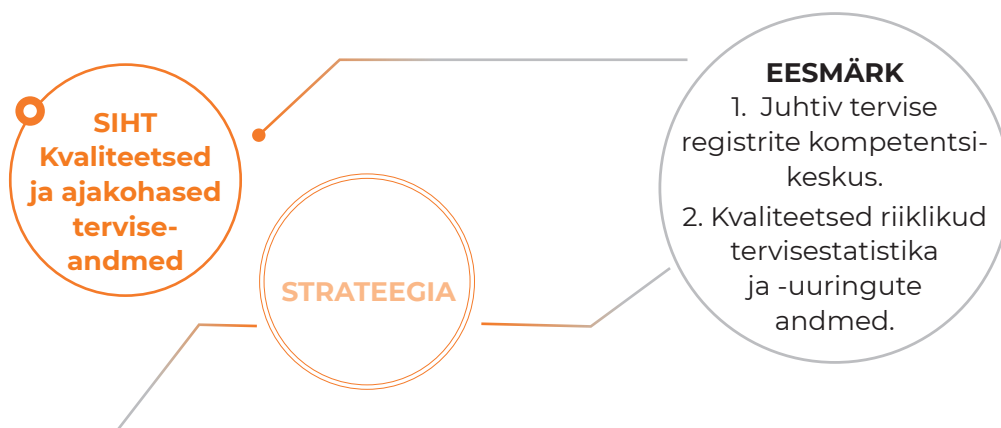 SIHT
Kvaliteetsed
ja ajakohased
tervise-
andmed
STRATEEGIA
EESMÄRK
1. Juhtiv tervise
registrite kompetentsi-
keskus.
2. Kvaliteetsed riiklikud
tervisestatistika
ja -uuringute
andmed.